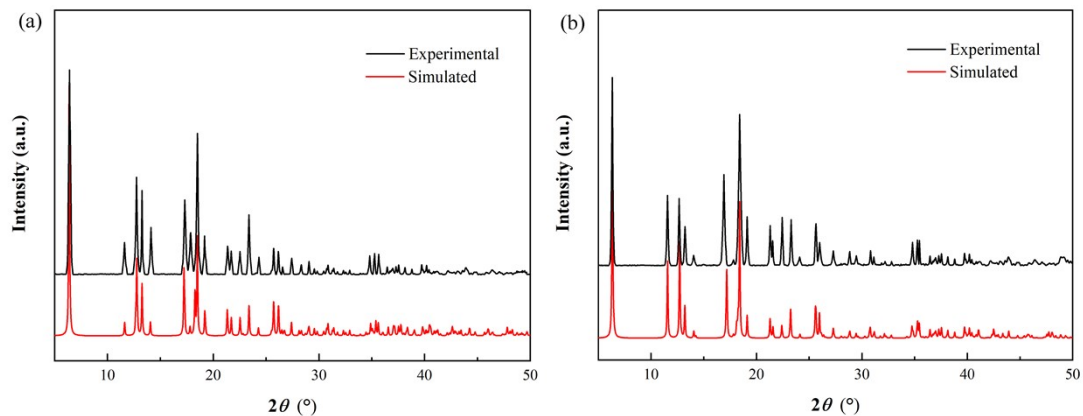 (a)
Experimental
Simulated
Intensity (a.u.)
10 20 30 40 50
2θ (°)
(b)
Experimental
Simulated
Intensity (a.u.)
10 20 30 40 50
2θ (°)